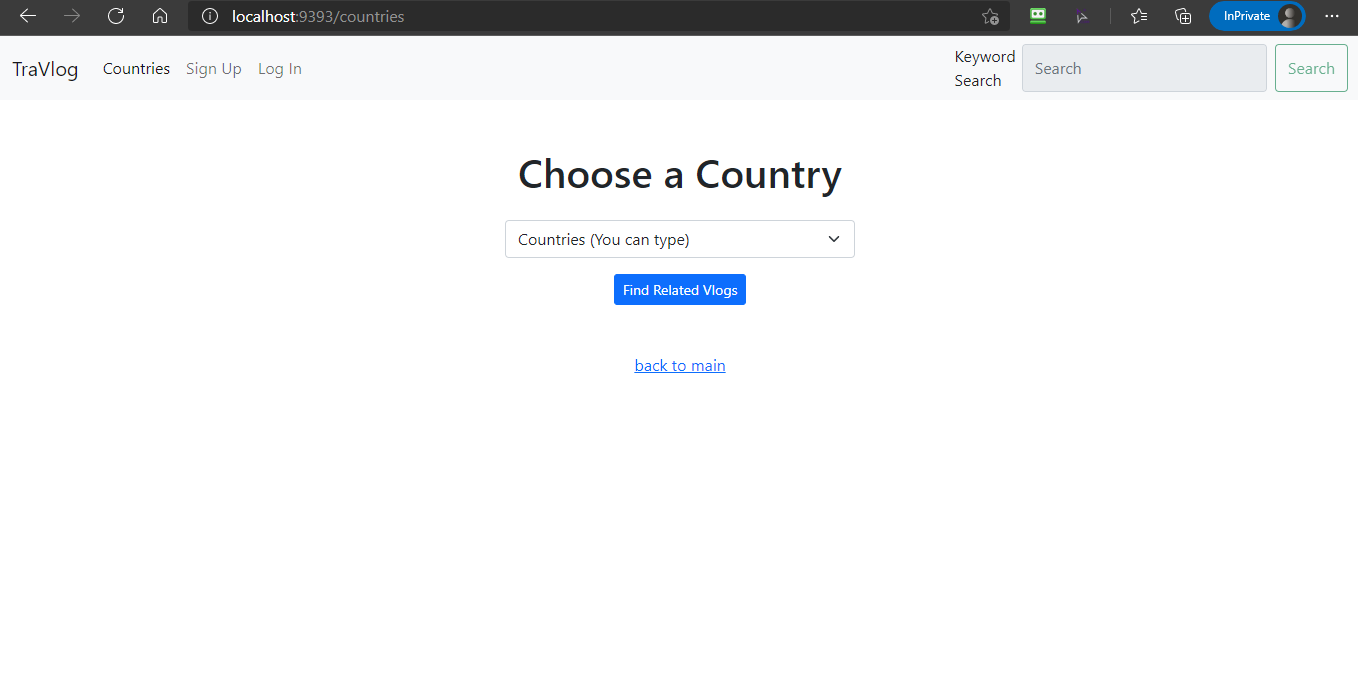 localhost:9393/countries
InPrivate
TraVlog Countries Sign Up Log In
Keyword Search
Search
Search
Choose a Country
Countries (You can type)
Find Related Vlogs
back to main